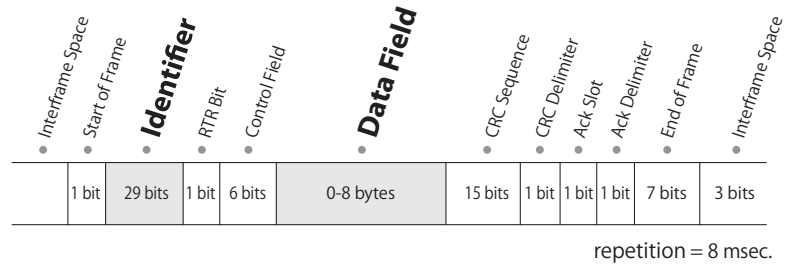 Interframe Space
Start of Frame
Identifier
RTR Bit
Control Field
Data Field
CRC Sequence
CRC Delimiter
Ack Slot
Ack Delimiter
End of Frame
Interframe Space
1 bit 29 bits 1 bit 6 bits 0-8 bytes 15 bits 1 bit 1 bit 1 bit 7 bits 3 bits
repetition = 8 msec.